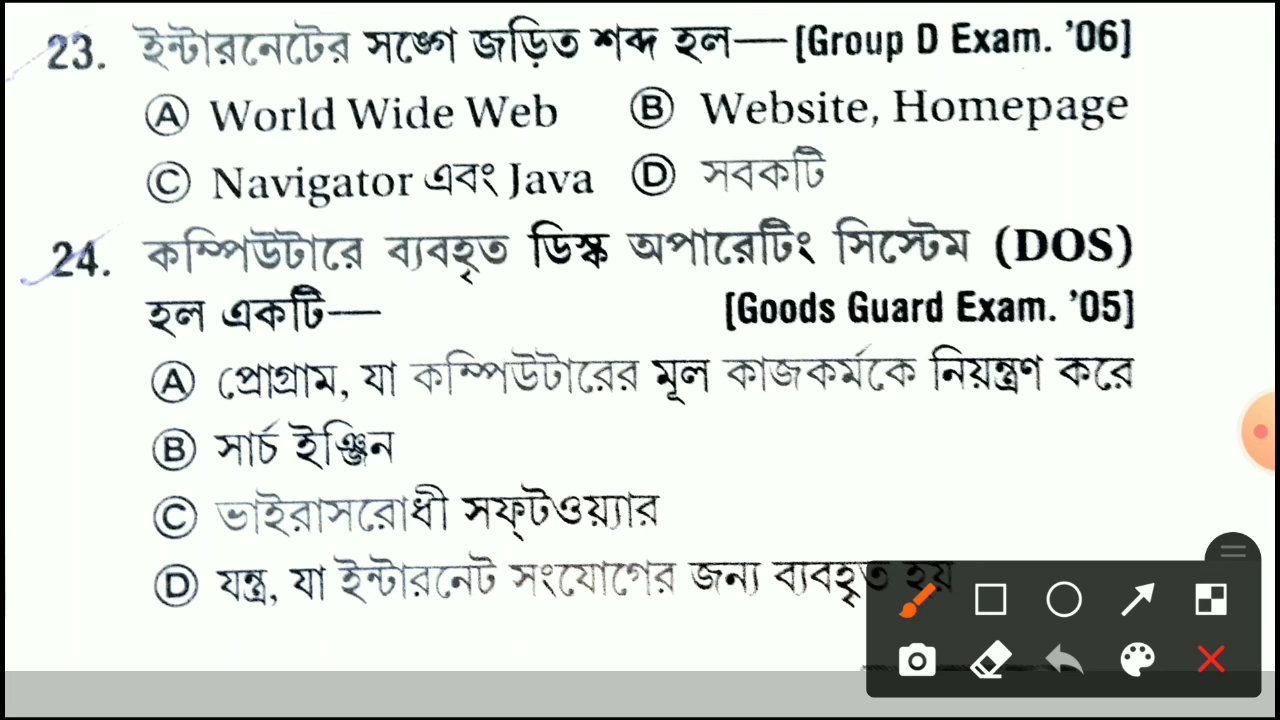 23. ইন্টারনেটের সঙ্গে জড়িত শব্দ হল— [Group D Exam. '06]
Ⓐ World Wide Web Ⓑ Website, Homepage
Ⓒ Navigator এবং Java Ⓓ সবকটি
24. কম্পিউটারে ব্যবহৃত ডিস্ক অপারেটিং সিস্টেম (DOS)
হল একটি— [Goods Guard Exam. '05]
Ⓐ প্রোগ্রাম, যা কম্পিউটারের মূল কাজকর্মকে নিয়ন্ত্রণ করে
Ⓑ সার্চ ইঞ্জিন
Ⓒ ভাইরাসরোধী সফ্‌টওয়্যার
Ⓓ যন্ত্র, যা ইন্টারনেট সংযোগের জন্য ব্যবহৃত হয়